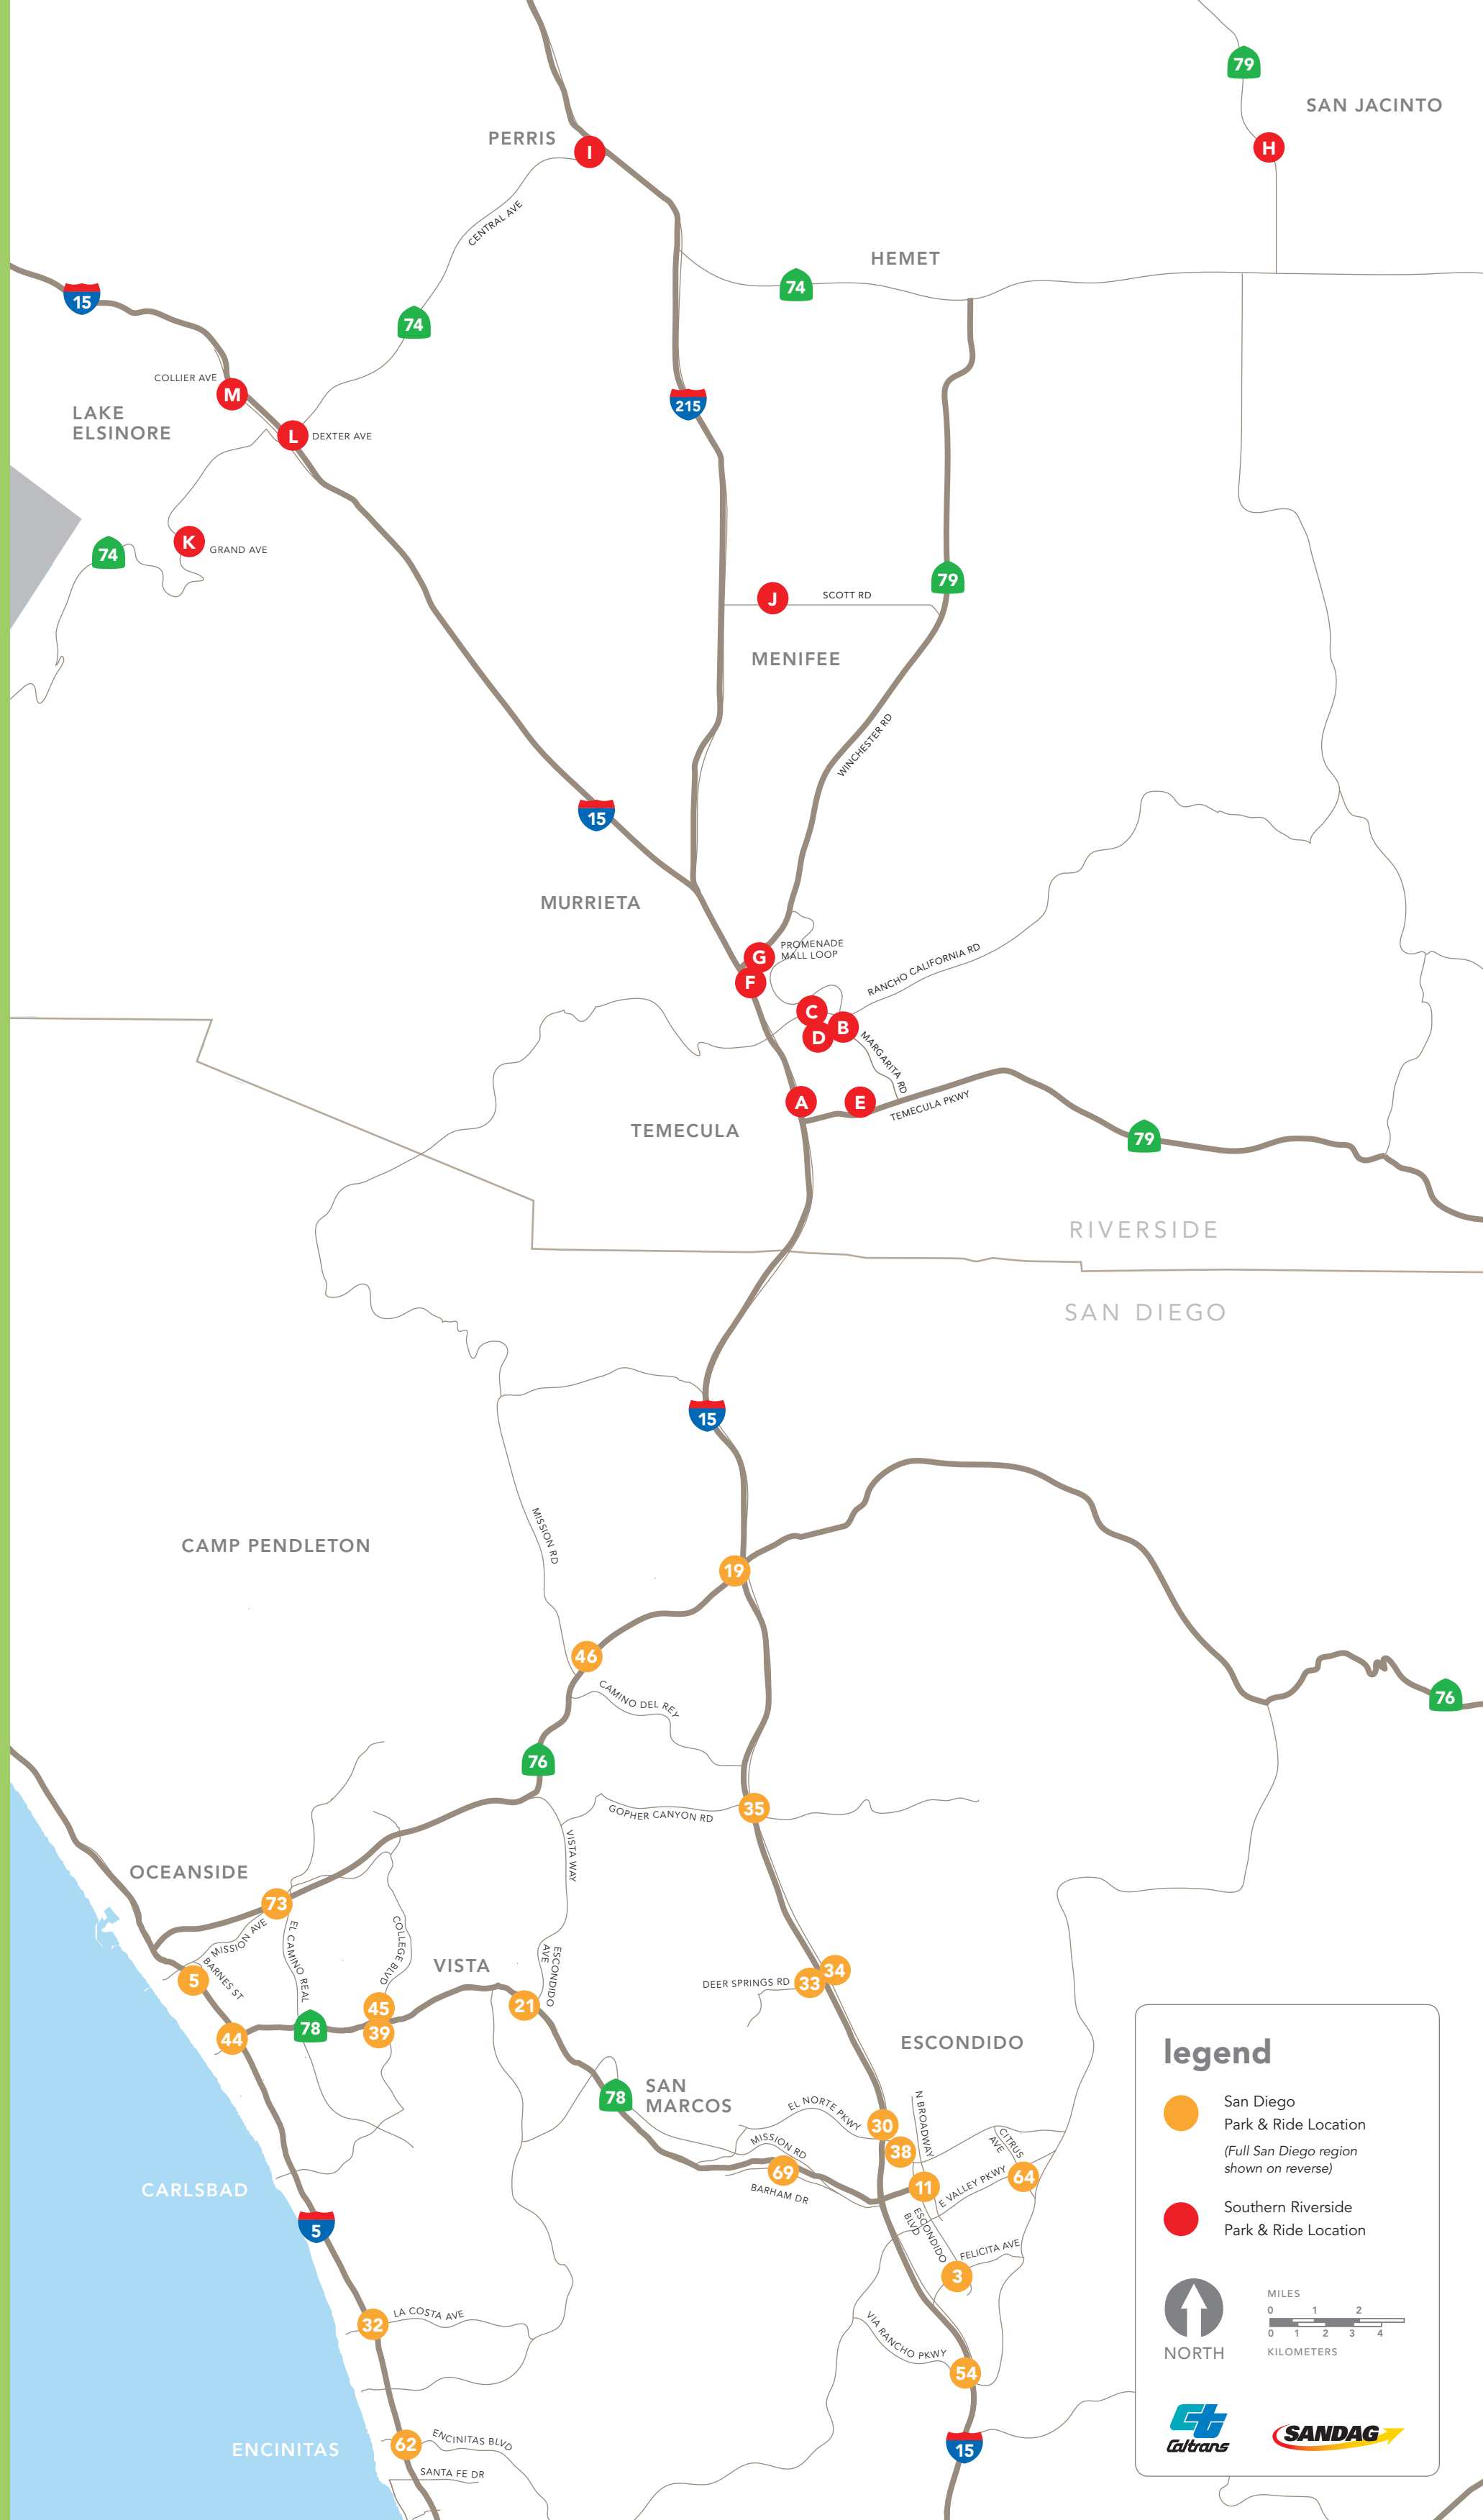 79
SAN JACINTO
PERRIS
I
H
CENTRAL AVE
HEMET
74
15
74
COLLIER AVE
M
215
LAKE
ELSINORE
L
DEXTER AVE
K
GRAND AVE
74
79
J
SCOTT RD
MENIFEE
WINCHESTER RD
15
MURRIETA
G
PROMENADE
MALL LOOP
F
RANCHO CALIFORNIA RD
C
B
D
MARGARITA RD
A
E
TEMECULA PKWY
TEMECULA
79
RIVERSIDE
SAN DIEGO
15
MISSION RD
CAMP PENDLETON
19
46
CAMINO DEL REY
76
76
35
GOPHER CANYON RD
VISTA WAY
OCEANSIDE
73
MISSION AVE
EL CAMINO REAL
COLLEGE BLVD
BARNES ST
5
VISTA
ESCONDIDO
AVE
DEER SPRINGS RD
33
34
45
21
39
78
44
ESCONDIDO
78
SAN
MARCOS
EL NORTE PKWY
30
N BROADWAY
38
MISSION RD
CITRUS
AVE
69
64
BARHAM DR
11
E VALLEY PKWY
CARLSBAD
ESCONDIDO
BLVD
5
FELICITA AVE
3
32
LA COSTA AVE
VIA RANCHO PKWY
54
62
ENCINITAS BLVD
ENCINITAS
15
SANTA FE DR
legend
San Diego
Park & Ride Location
(Full San Diego region
shown on reverse)
Southern Riverside
Park & Ride Location
NORTH
MILES
0 1 2
0 1 2 3 4
KILOMETERS
Caltrans
SANDAG